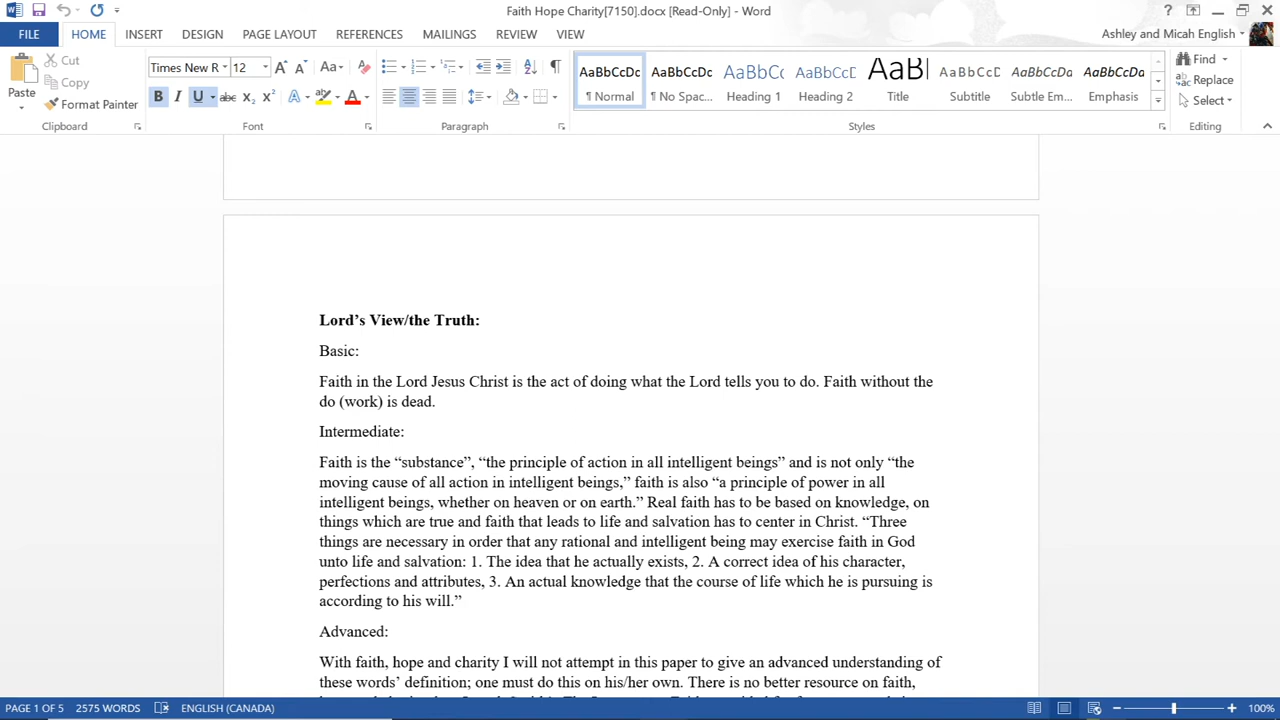 Faith Hope Charity[7150].docx [Read-Only] - Word
FILE HOME INSERT DESIGN PAGE LAYOUT REFERENCES MAILINGS REVIEW VIEW Ashley and Micah English
Paste
Cut
Copy
Format Painter
Clipboard
Times New R 12
Font
Paragraph
AaBbCcDc AaBbCcDc AaBbCc AaBbCcD AaBl AaBbCcD AaBbCcDc AaBbCcDc
¶ Normal ¶ No Spac... Heading 1 Heading 2 Title Subtitle Subtle Em... Emphasis
Styles
Find
Replace
Select
Editing
Lord’s View/the Truth:
Basic:
Faith in the Lord Jesus Christ is the act of doing what the Lord tells you to do. Faith without the
do (work) is dead.
Intermediate:
Faith is the “substance”, “the principle of action in all intelligent beings” and is not only “the
moving cause of all action in intelligent beings,” faith is also “a principle of power in all
intelligent beings, whether on heaven or on earth.” Real faith has to be based on knowledge, on
things which are true and faith that leads to life and salvation has to center in Christ. “Three
things are necessary in order that any rational and intelligent being may exercise faith in God
unto life and salvation: 1. The idea that he actually exists, 2. A correct idea of his character,
perfections and attributes, 3. An actual knowledge that the course of life which he is pursuing is
according to his will.”
Advanced:
With faith, hope and charity I will not attempt in this paper to give an advanced understanding of
these words’ definition; one must do this on his/her own. There is no better resource on faith,
PAGE 1 OF 5 2575 WORDS ENGLISH (CANADA) 100%